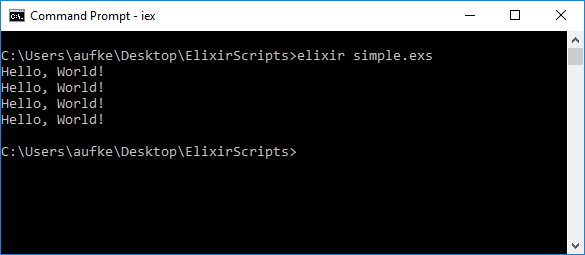 Command Prompt - iex
C:\Users\aufke\Desktop\ElixirScripts>elixir simple.exs
Hello, World!
Hello, World!
Hello, World!
Hello, World!
C:\Users\aufke\Desktop\ElixirScripts>